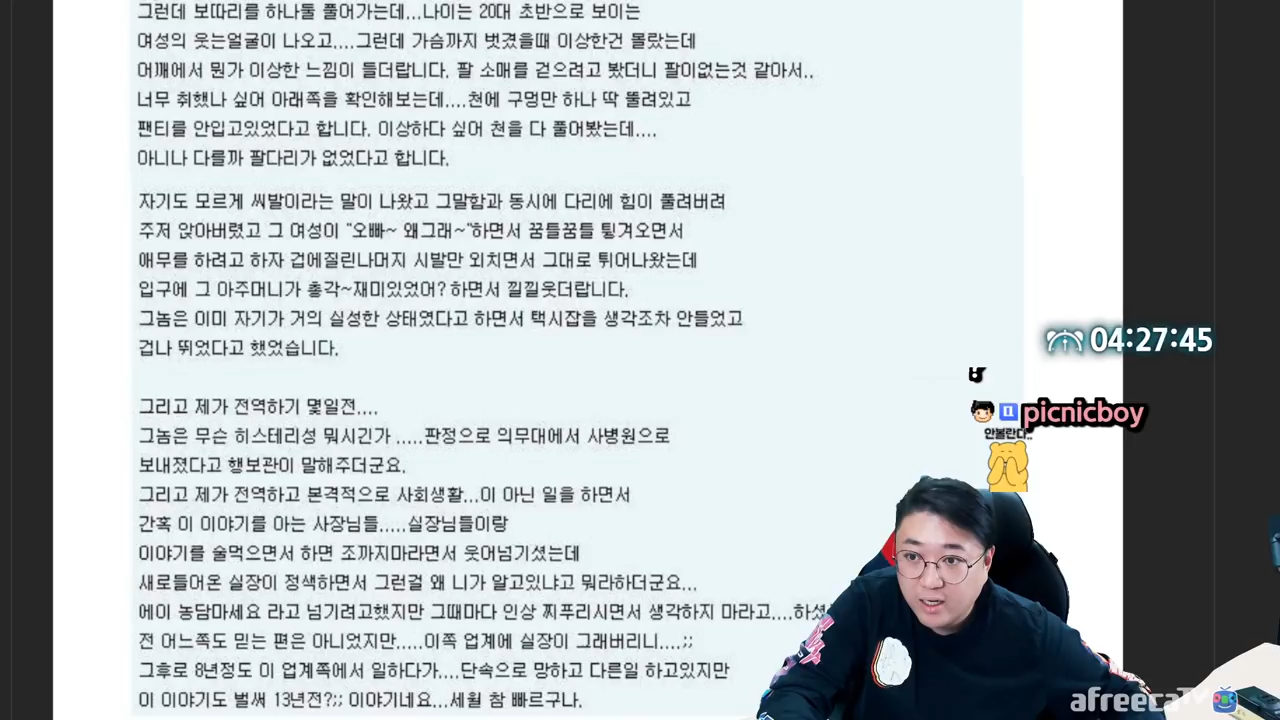 그런데 보따리를 하나둘 풀어가는데...나이는 20대 초반으로 보이는
여성의 웃는얼굴이 나오고....그런데 가슴까지 벗겼을때 이상한건 몰랐는데
어깨에서 뭔가 이상한 느낌이 들더랍니다. 팔 소매를 걷으려고 봤더니 팔이없는것 같아서..
너무 취했나 싶어 아래쪽을 확인해보는데....천에 구멍만 하나 딱 뚫려있고
팬티를 안입고있었다고 합니다. 이상하다 싶어 천을 다 풀어봤는데....
아니나 다를까 팔다리가 없었다고 합니다.
자기도 모르게 씨발이라는 말이 나왔고 그말함과 동시에 다리에 힘이 풀려버려
주저 앉아버렸고 그 여성이 "오빠~ 왜그래~"하면서 꿈틀꿈틀 튕겨오면서
애무를 하려고 하자 겁에질린나머지 시발만 외치면서 그대로 튀어나왔는데
입구에 그 아주머니가 총각~재미있었어? 하면서 낄낄웃더랍니다.
그놈은 이미 자기가 거의 실성한 상태였다고 하면서 택시잡을 생각조차 안들었고
겁나 뛰었다고 했었습니다.
04:27:45
그리고 제가 전역하기 몇일전....
picnicboy
안볼란다..
그놈은 무슨 히스테리성 뭐시긴가 .....판정으로 의무대에서 사병원으로
보내졌다고 행보관이 말해주더군요.
그리고 제가 전역하고 본격적으로 사회생활...이 아닌 일을 하면서
간혹 이 이야기를 아는 사장님들.....실장님들이랑
이야기를 술먹으면서 하면 조까지마라면서 웃어넘기셨는데
새로들어온 실장이 정색하면서 그런걸 왜 니가 알고있냐고 뭐라하더군요...
에이 농담마세요 라고 넘기려고했지만 그때마다 인상 찌푸리시면서 생각하지 마라고....하셨
전 어느쪽도 믿는 편은 아니었지만.....이쪽 업계에 실장이 그래버리니....;;
그후로 8년정도 이 업계쪽에서 일하다가....단속으로 망하고 다른일 하고있지만
이 이야기도 벌써 13년전?;; 이야기네요...세월 참 빠르구나.
afreecaTV